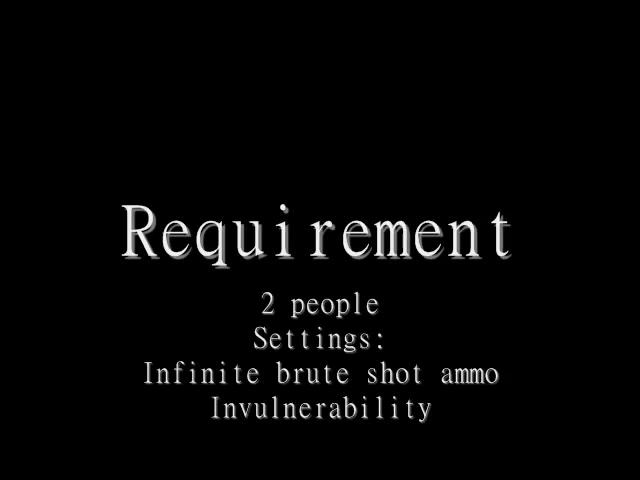 Requirement
2 people
Settings:
Infinite brute shot ammo
Invulnerability